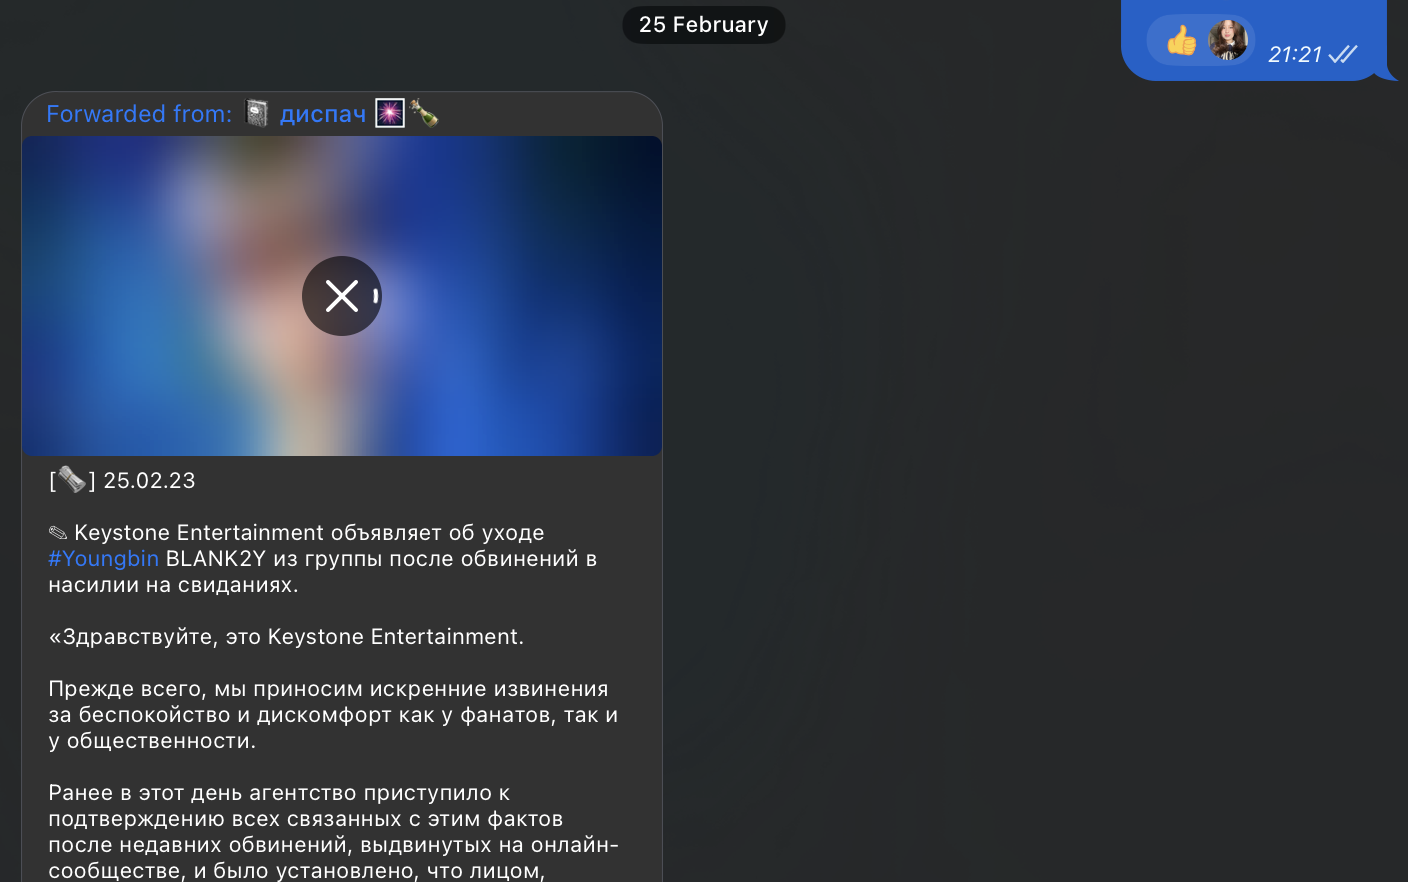 25 February
21:21
Forwarded from: диспач
[🗞] 25.02.23
✎ Keystone Entertainment объявляет об уходе
#Youngbin BLANK2Y из группы после обвинений в
насилии на свиданиях.
«Здравствуйте, это Keystone Entertainment.
Прежде всего, мы приносим искренние извинения
за беспокойство и дискомфорт как у фанатов, так и
у общественности.
Ранее в этот день агентство приступило к
подтверждению всех связанных с этим фактов
после недавних обвинений, выдвинутых на онлайн-
сообществе, и было установлено, что лицом,